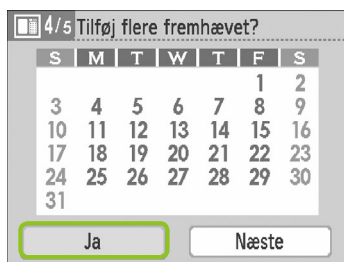 4/5 Tilføj flere fremhævet?
S M T W T F S
1 2
3 4 5 6 7 8 9
10 11 12 13 14 15 16
17 18 19 20 21 22 23
24 25 26 27 28 29 30
31
Ja Næste